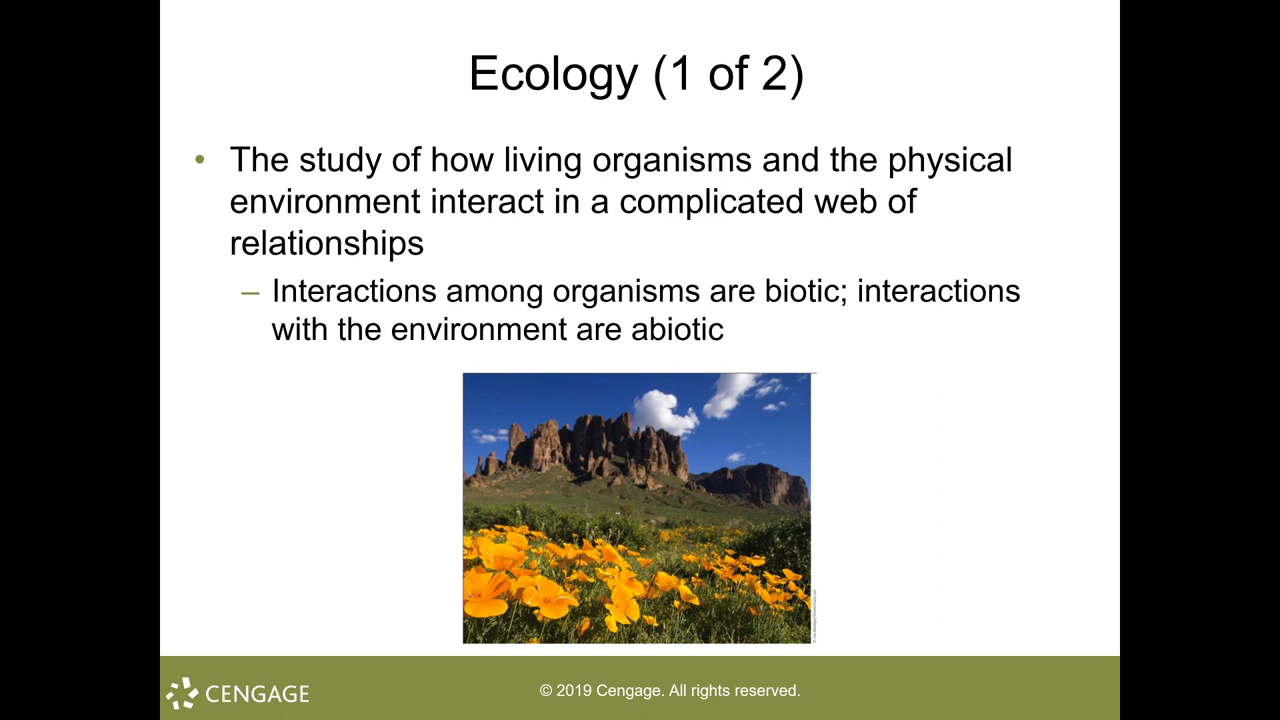 Ecology (1 of 2)
• The study of how living organisms and the physical
environment interact in a complicated web of
relationships
– Interactions among organisms are biotic; interactions
with the environment are abiotic
CENGAGE
© 2019 Cengage. All rights reserved.